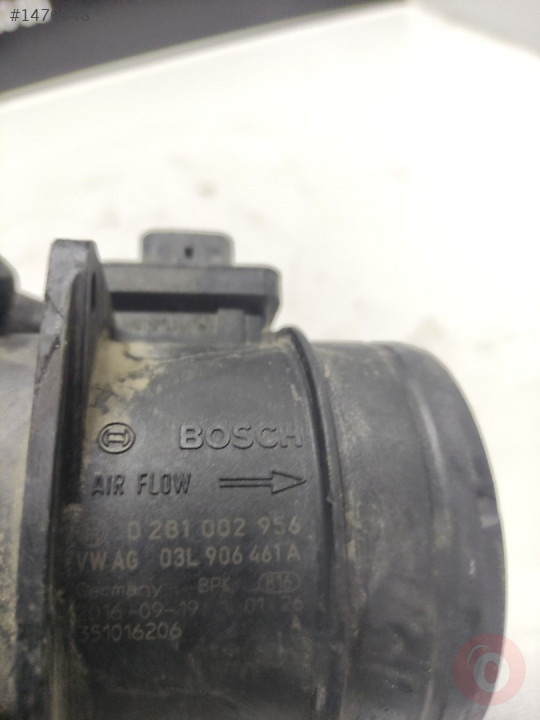 BOSCH
AIR FLOW
0 281 002 956
VW AG 03L 906 461 A
Germany BPK R16
2016-09-19 01 26
351016206 A